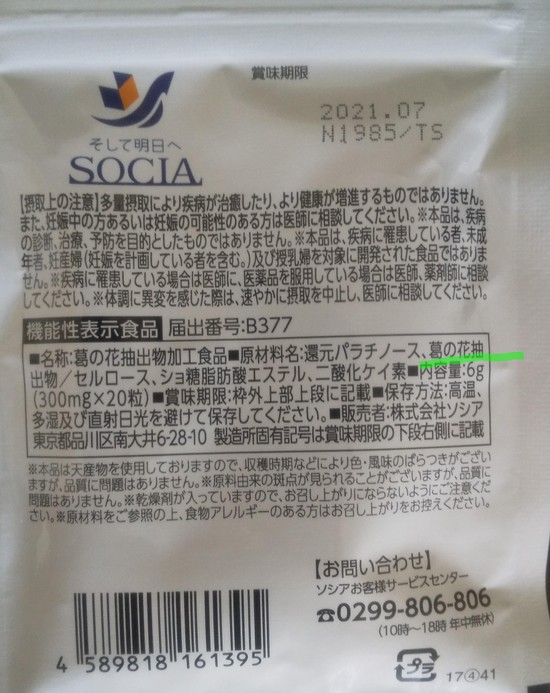 賞味期限
2021.07
N1985/TS
そして明日へ
SOCIA
【摂取上の注意】多量摂取により疾病が治癒したり、より健康が増進するものではありません。
また、妊娠中の方あるいは妊娠の可能性のある方は医師に相談してください。※本品は、疾病
の診断、治療、予防を目的としたものではありません。※本品は、疾病に罹患している者、未成
年者、妊産婦(妊娠を計画している者を含む。)及び授乳婦を対象に開発された食品ではありま
せん。※疾病に罹患している場合は医師に、医薬品を服用している場合は医師、薬剤師に相談
してください。※体調に異変を感じた際は、速やかに摂取を中止し、医師に相談してください。
機能性表示食品 届出番号:B377
■名称:葛の花抽出物加工食品■原材料名:還元パラチノース、葛の花抽
出物/セルロース、ショ糖脂肪酸エステル、二酸化ケイ素■内容量:6g
(300mg×20粒)■賞味期限:枠外上部上段に記載■保存方法:高温、
多湿及び直射日光を避けて保存してください。■販売者:株式会社ソシア
東京都品川区南大井6-28-10 製造所固有記号は賞味期限の下段右側に記載
※本品は天産物を使用しておりますので、収穫時期などにより色・風味のばらつきがござい
ますが、品質に問題はありません。※原料由来の斑点が見られることがございますが、品質に
問題はありません。※乾燥剤が入っていますので、お召し上がりにならないようにご注意くだ
さい。※原材料をご参照の上、食物アレルギーのある方はお召し上がりをお控えください。
【お問い合わせ】
ソシアお客様サービスセンター
☎0299-806-806
(10時〜18時 年中無休)
4 589818 161395
プラ
17④41